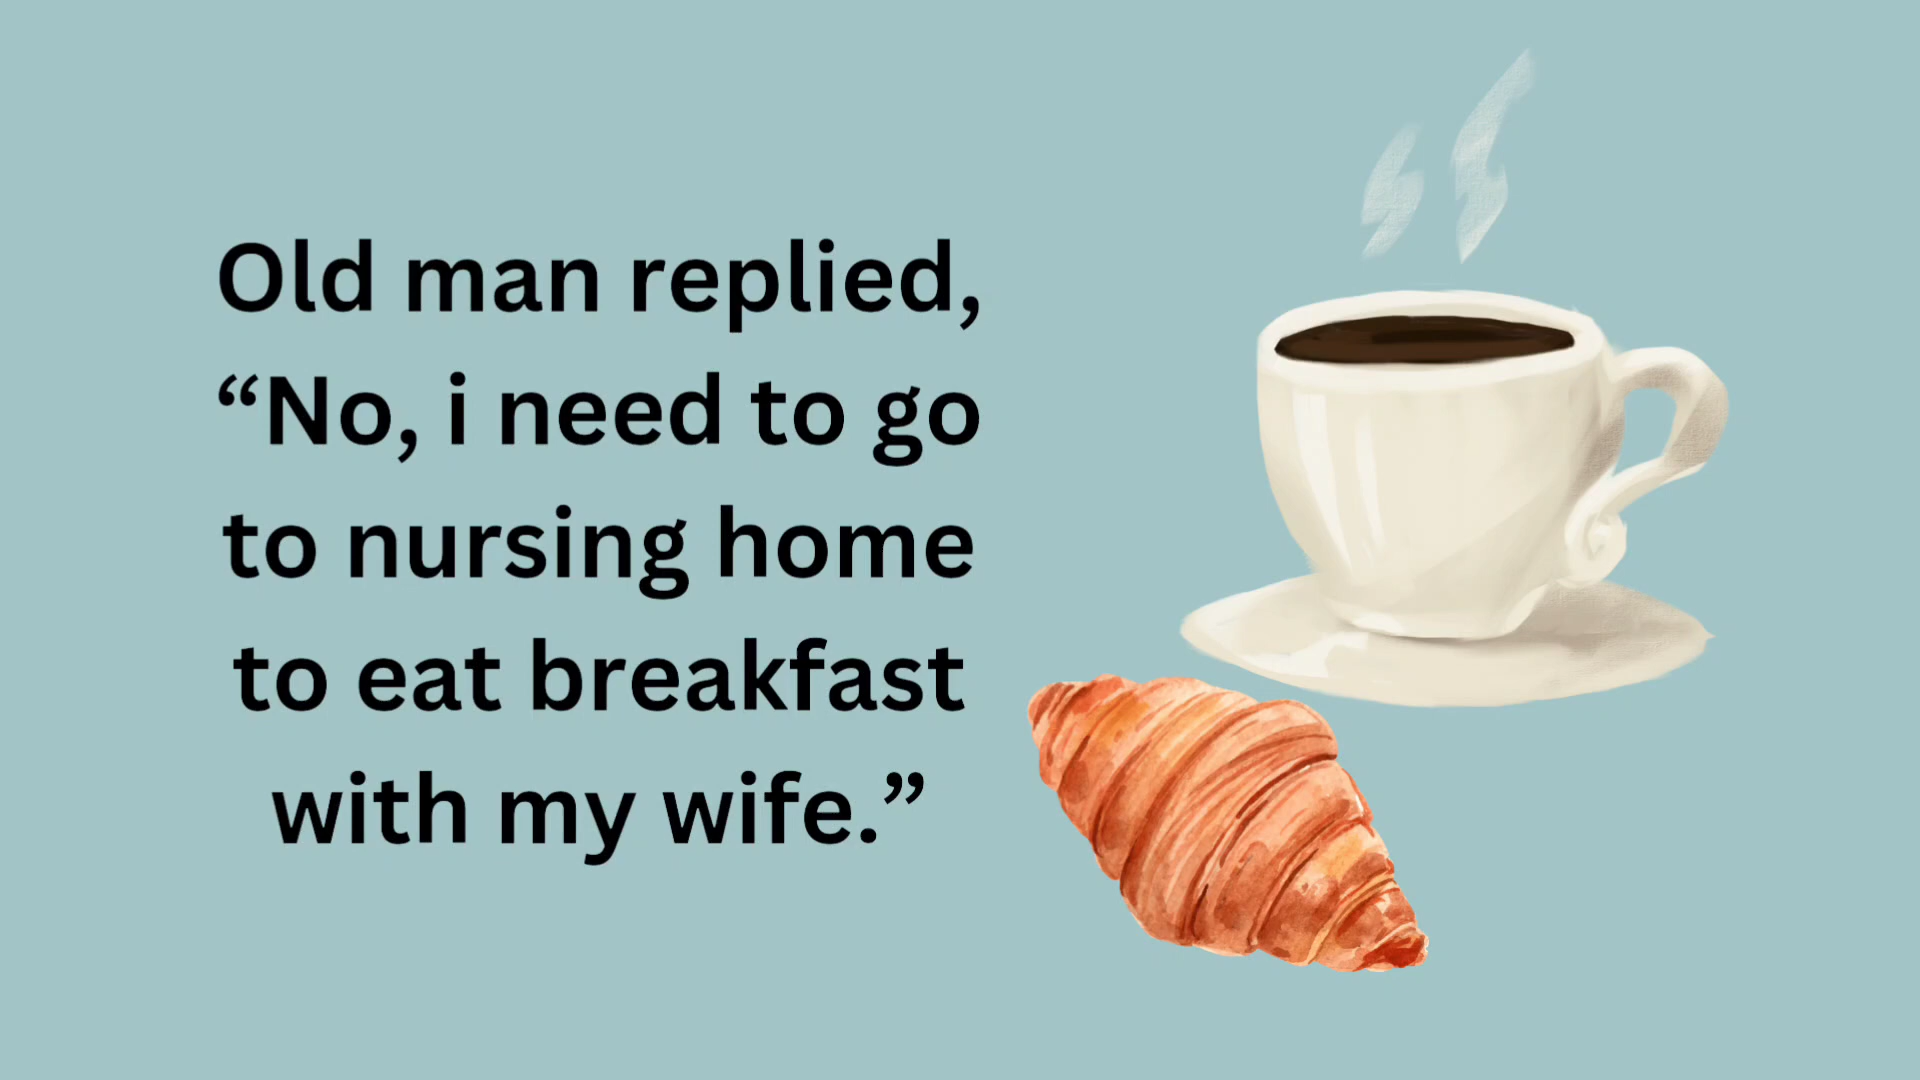 Old man replied,
“No, i need to go
to nursing home
to eat breakfast
with my wife.”